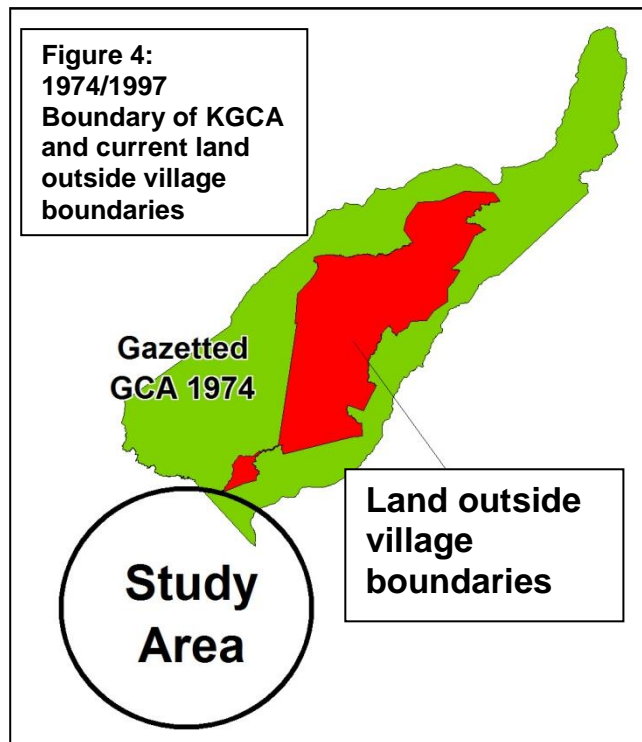 Figure 4:
1974/1997
Boundary of KGCA
and current land
outside village
boundaries
Gazetted
GCA 1974
Land outside
village
boundaries
Study
Area